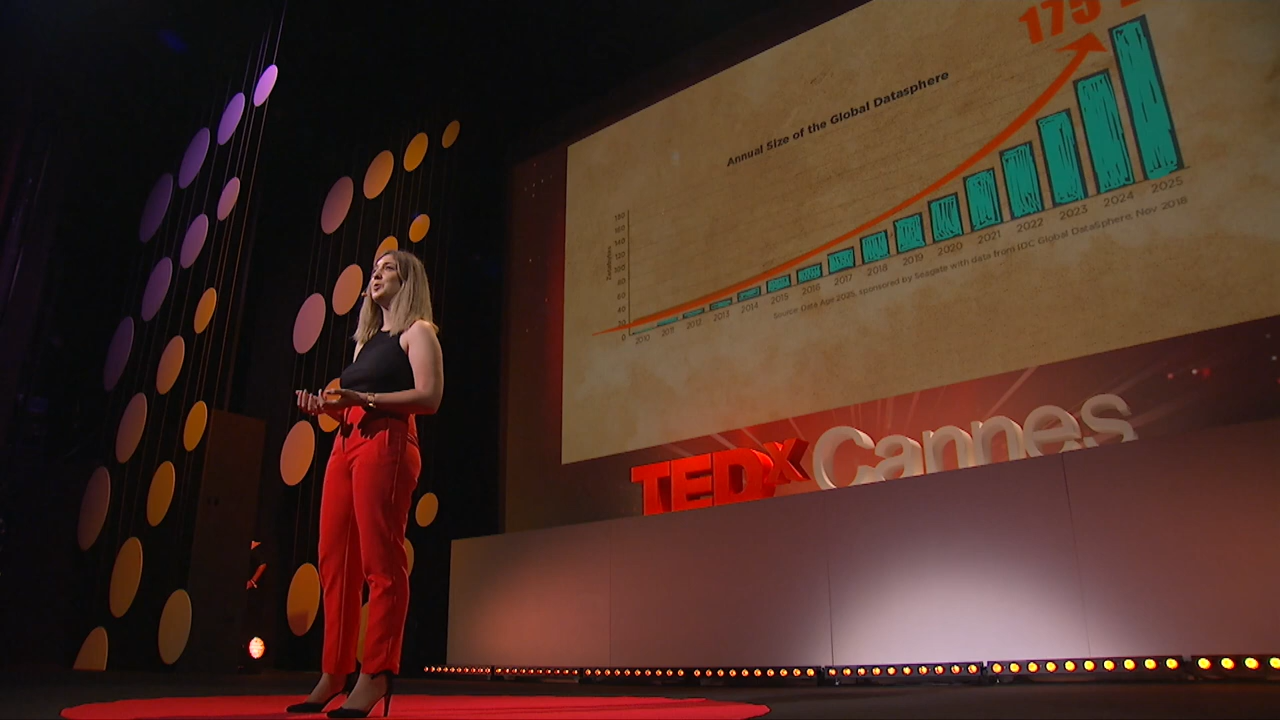 175
Annual Size of the Global Datasphere
Zettabytes
180
160
140
120
100
80
60
40
20
0
2010 2011 2012 2013 2014 2015 2016 2017 2018 2019 2020 2021 2022 2023 2024 2025
Source: Data Age 2025, sponsored by Seagate with data from IDC Global DataSphere, Nov 2018
TEDxCannes